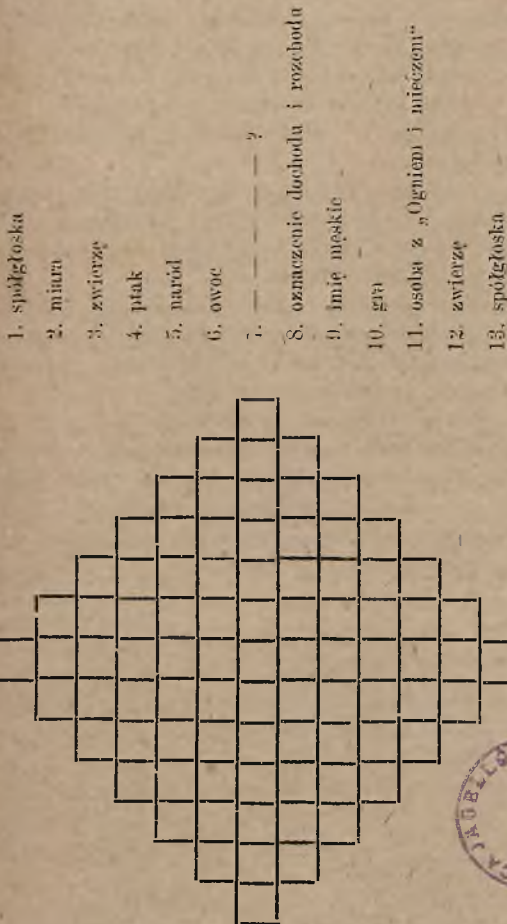 1. spółgłoska
2. miara
3. zwierzę
4. ptak
5. naród
6. owoc
7. — — — — — ?
8. oznaczenie dochodu i rozchodu
9. imię męskie
10. gra
11. osoba z „Ogniem i mieczem“
12. zwierzę
13. spółgłoska